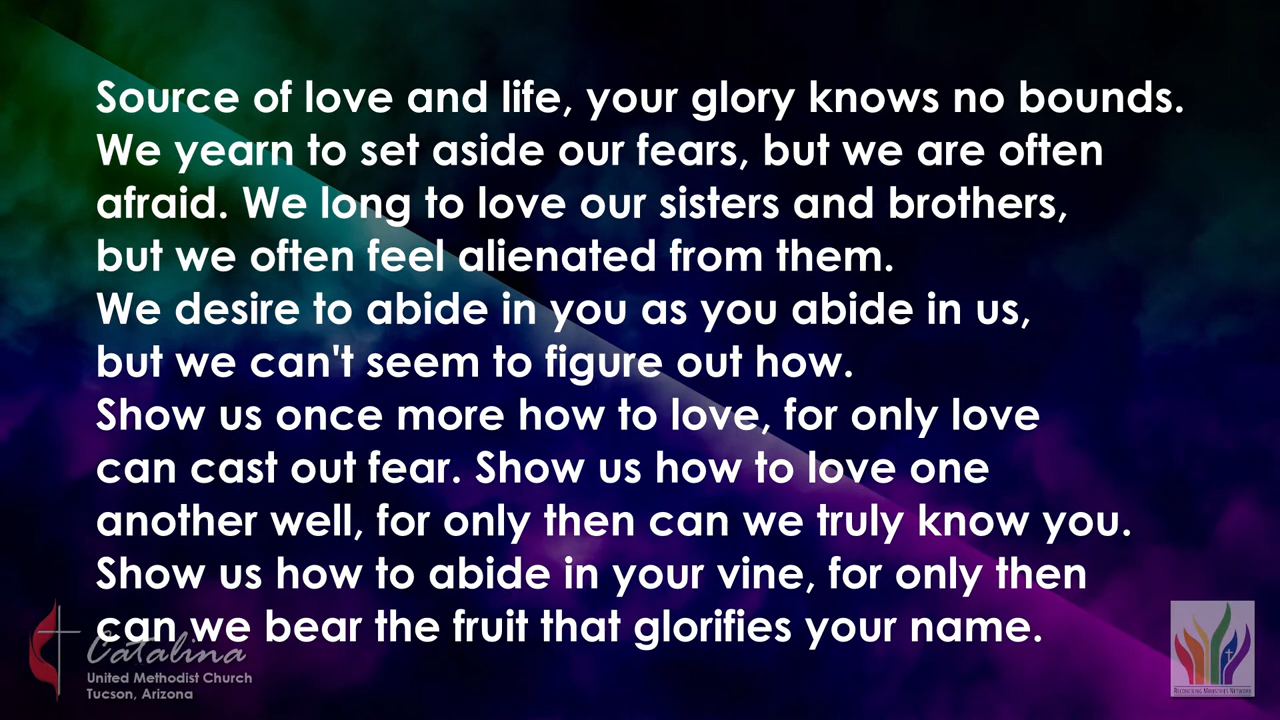 Source of love and life, your glory knows no bounds.
We yearn to set aside our fears, but we are often
afraid. We long to love our sisters and brothers,
but we often feel alienated from them.
We desire to abide in you as you abide in us,
but we can't seem to figure out how.
Show us once more how to love, for only love
can cast out fear. Show us how to love one
another well, for only then can we truly know you.
Show us how to abide in your vine, for only then
can we bear the fruit that glorifies your name.
Catalina
United Methodist Church
Tucson, Arizona
Reconciling Ministries Network